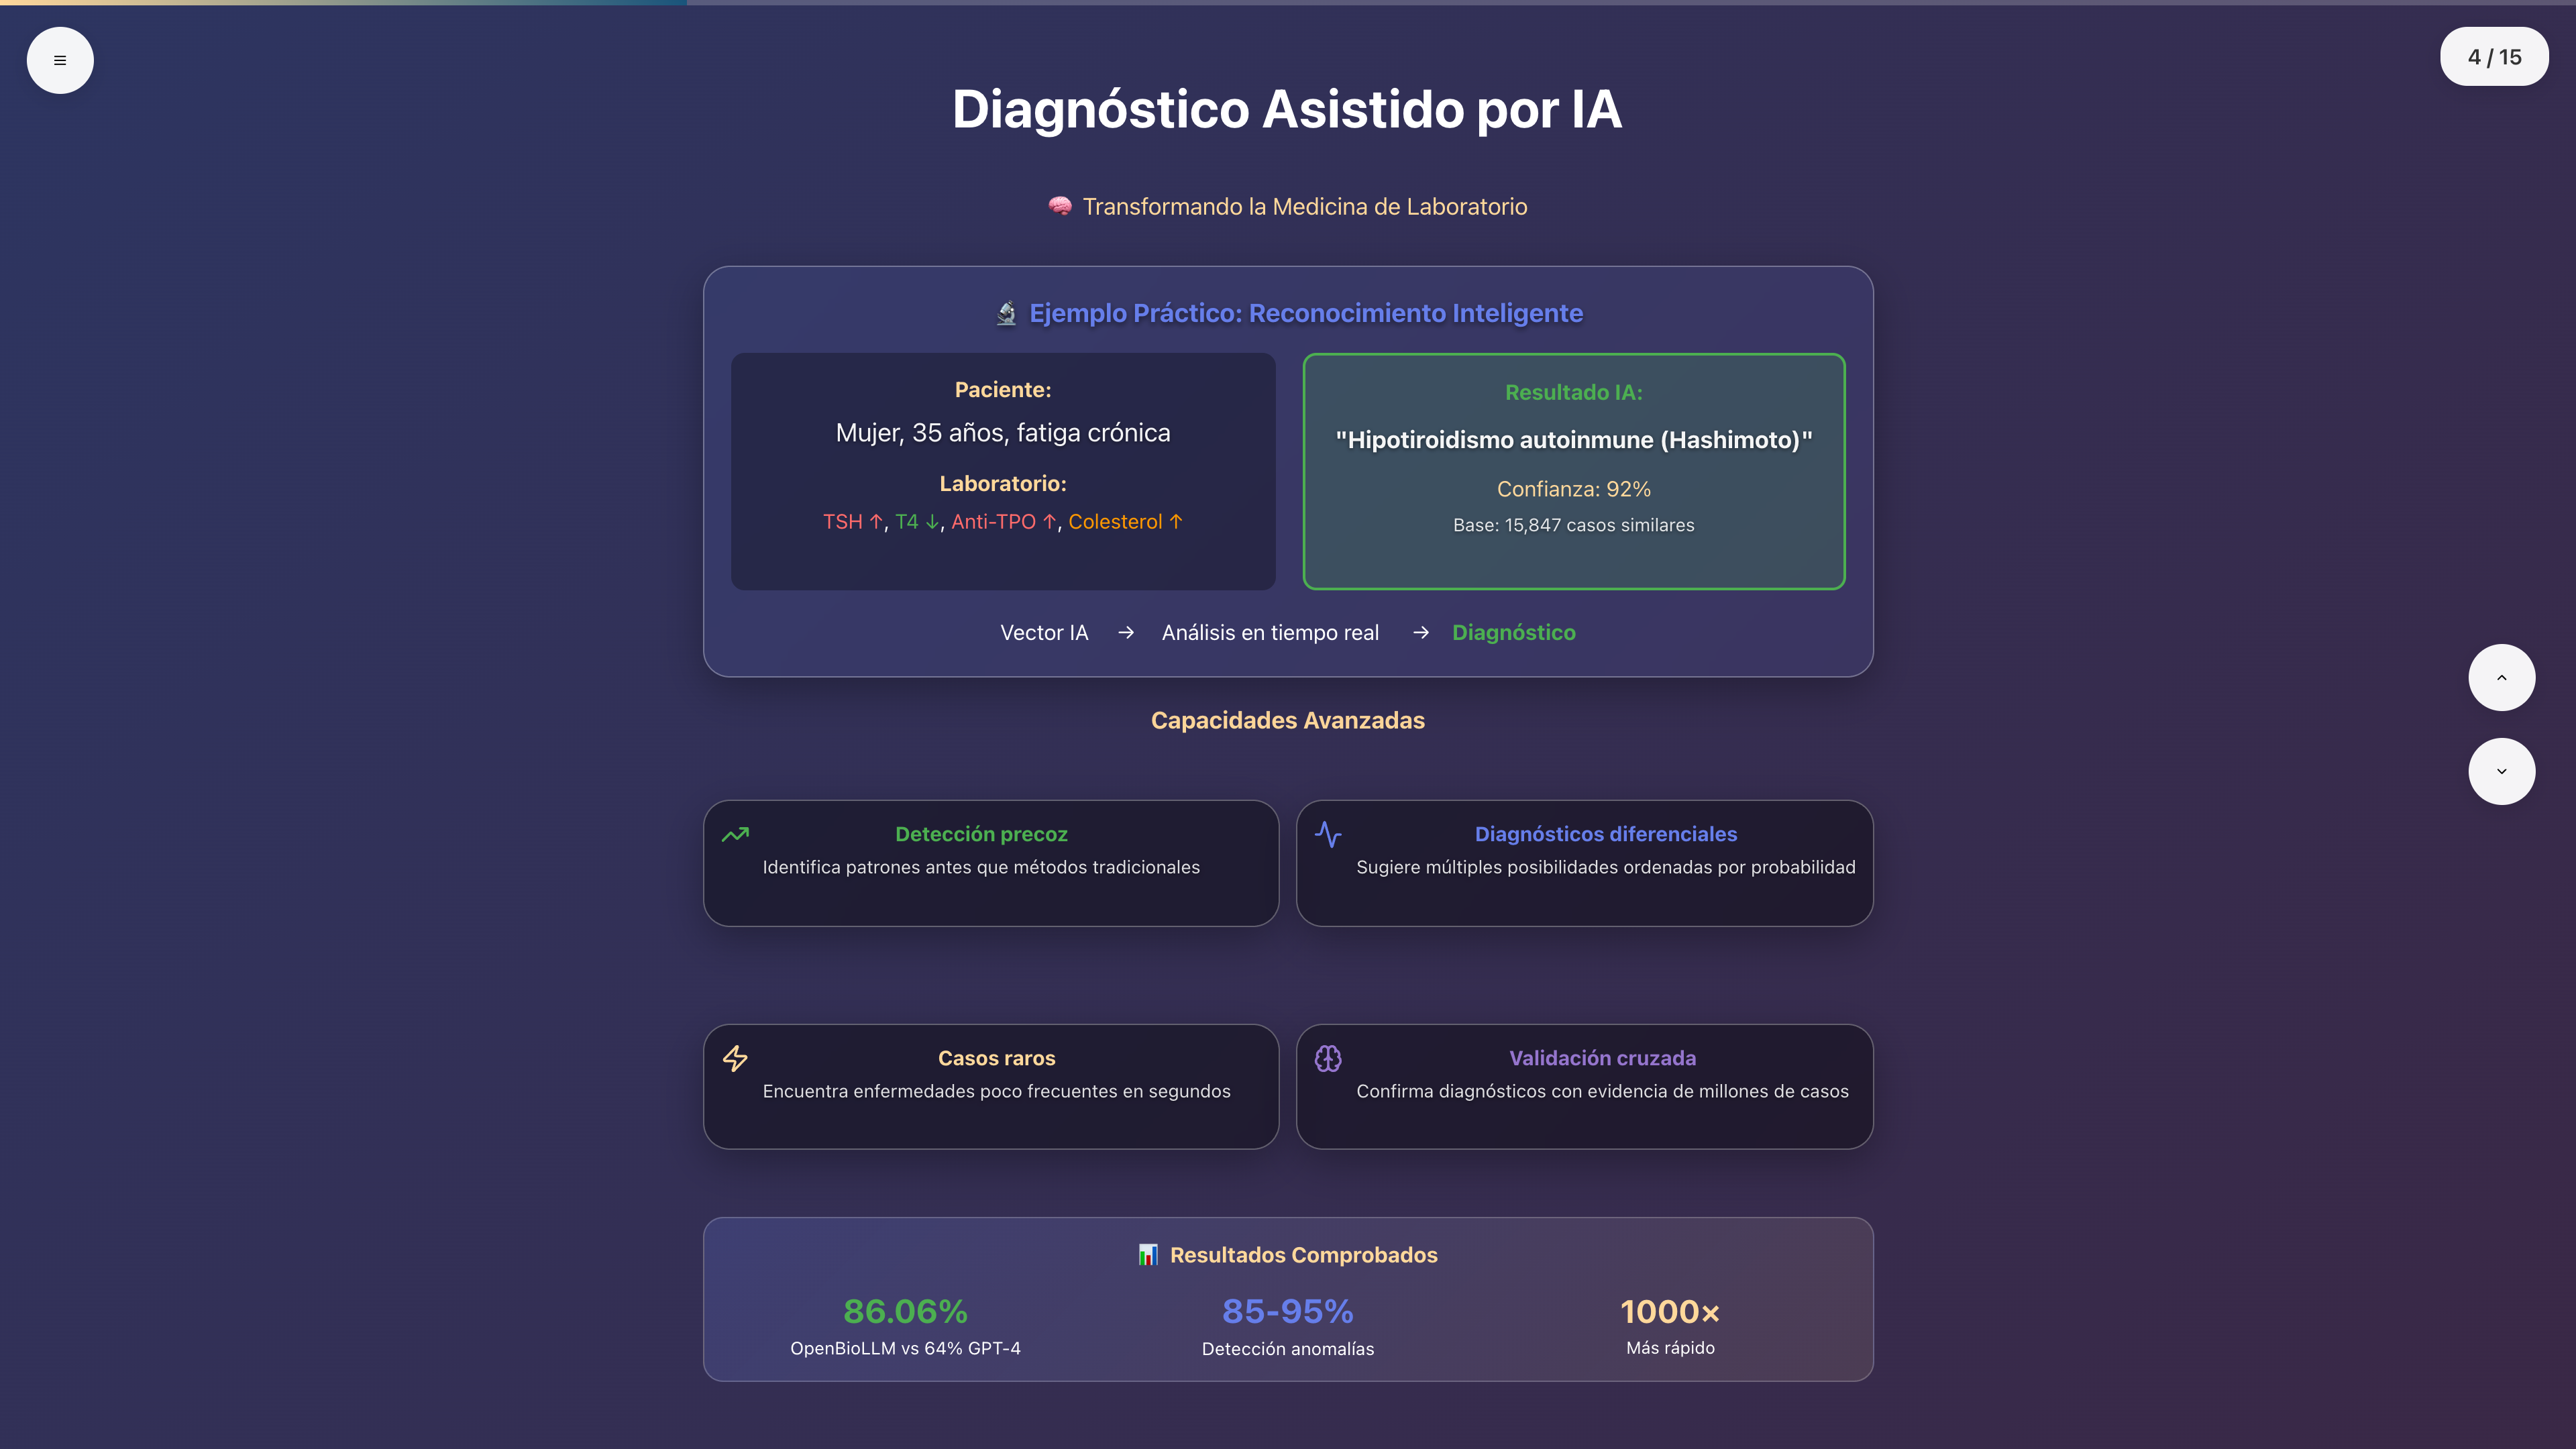 4 / 15
Diagnóstico Asistido por IA
Transformando la Medicina de Laboratorio
Ejemplo Práctico: Reconocimiento Inteligente
Paciente:
Mujer, 35 años, fatiga crónica
Laboratorio:
TSH ↑, T4 ↓, Anti-TPO ↑, Colesterol ↑
Resultado IA:
"Hipotiroidismo autoinmune (Hashimoto)"
Confianza: 92%
Base: 15,847 casos similares
Vector IA → Análisis en tiempo real → Diagnóstico
Capacidades Avanzadas
Detección precoz
Identifica patrones antes que métodos tradicionales
Diagnósticos diferenciales
Sugiere múltiples posibilidades ordenadas por probabilidad
Casos raros
Encuentra enfermedades poco frecuentes en segundos
Validación cruzada
Confirma diagnósticos con evidencia de millones de casos
Resultados Comprobados
86.06%
OpenBioLLM vs 64% GPT-4
85-95%
Detección anomalías
1000×
Más rápido